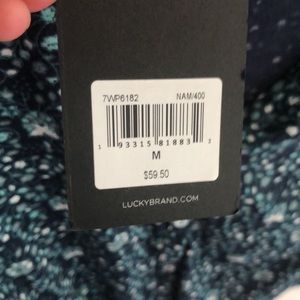 7WP6182 NAM/400
1 93315 81883 3
M
$59.50
LUCKYBRAND.COM